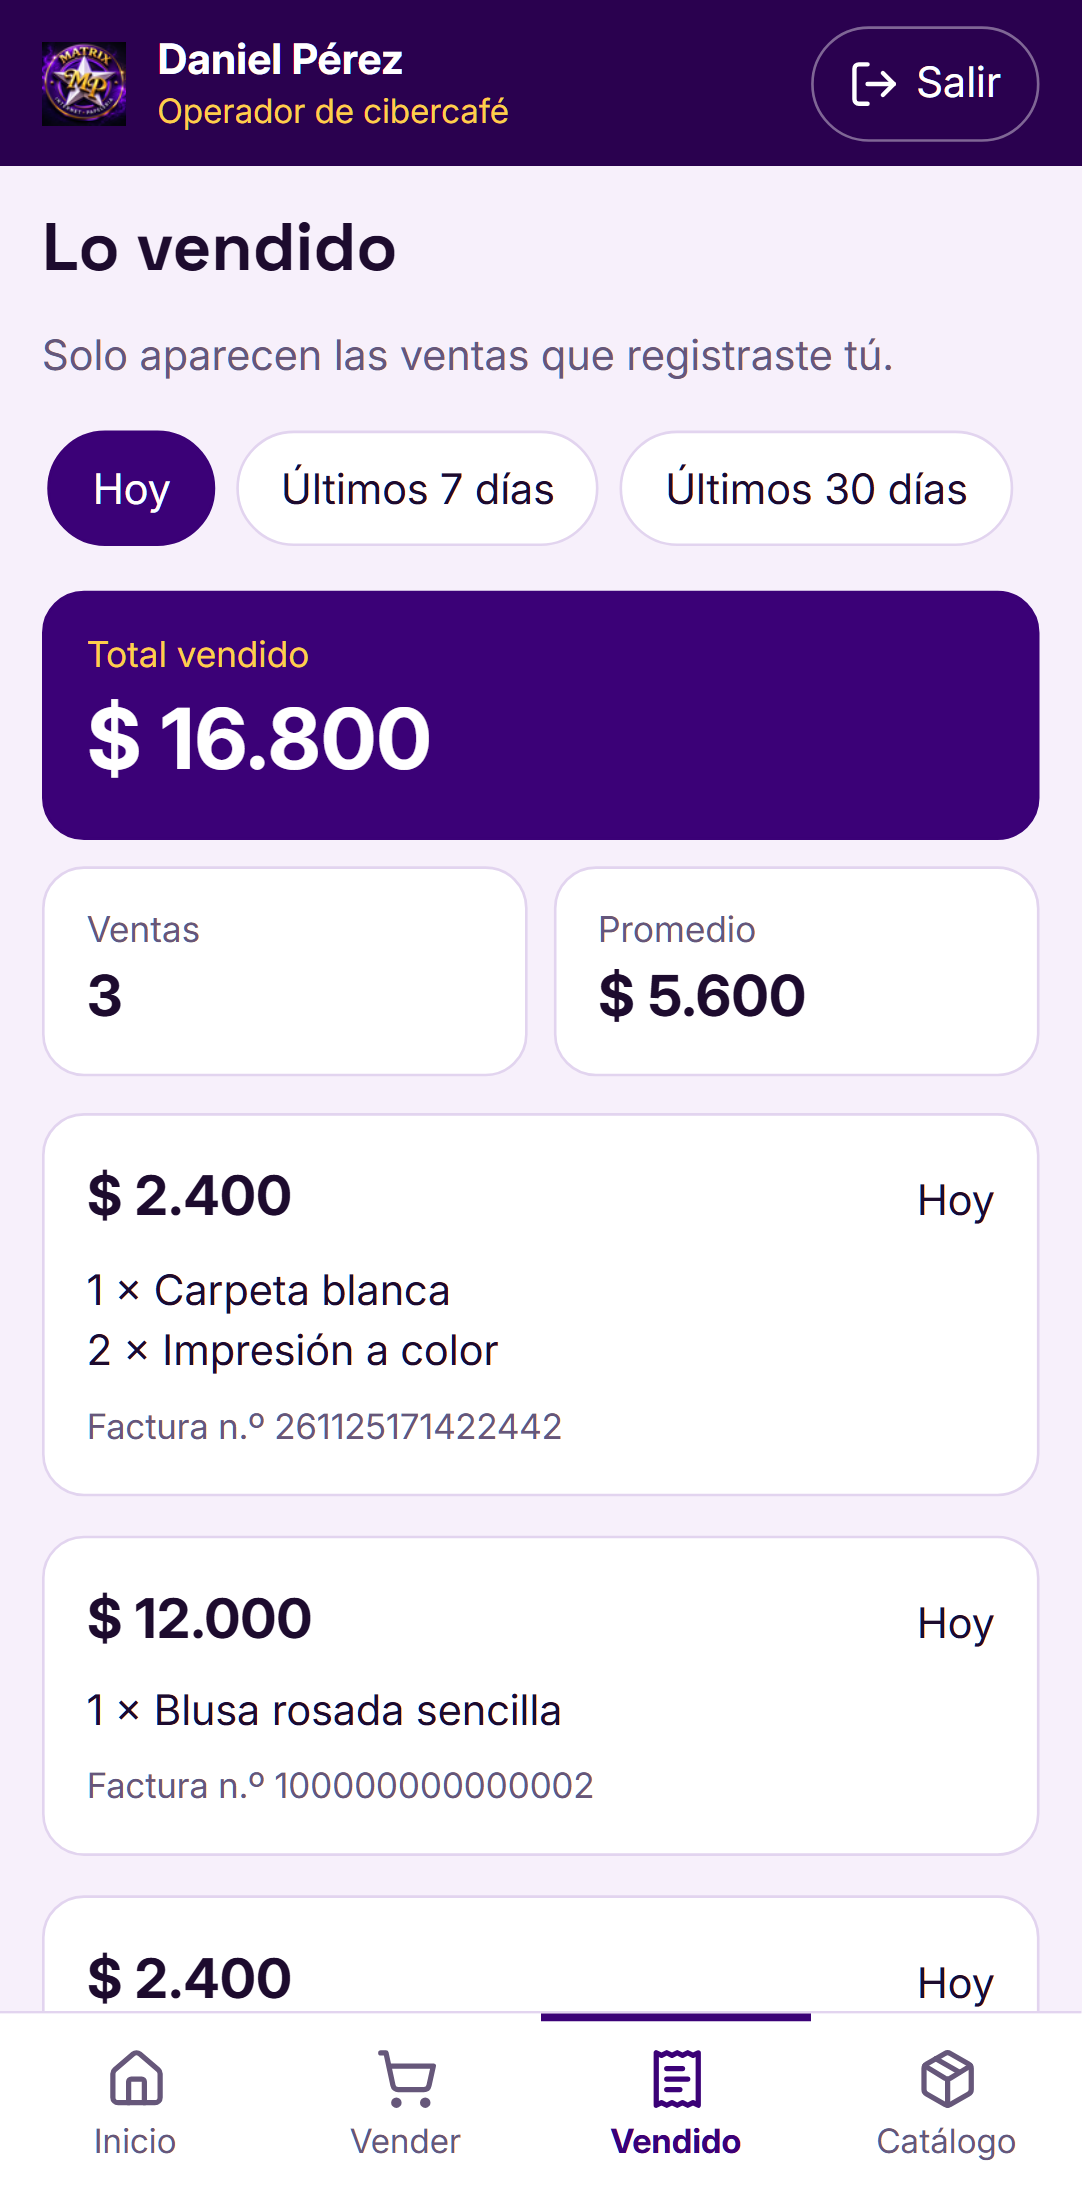 MATRIX
MP
Daniel Pérez
Operador de cibercafé
Salir
Lo vendido
Solo aparecen las ventas que registraste tú.
Hoy
Últimos 7 días
Últimos 30 días
Total vendido
$ 16.800
Ventas
3
Promedio
$ 5.600
$ 2.400
Hoy
1 × Carpeta blanca
2 × Impresión a color
Factura n.º 261125171422442
$ 12.000
Hoy
1 × Blusa rosada sencilla
Factura n.º 100000000000002
$ 2.400
Hoy
Inicio
Vender
Vendido
Catálogo